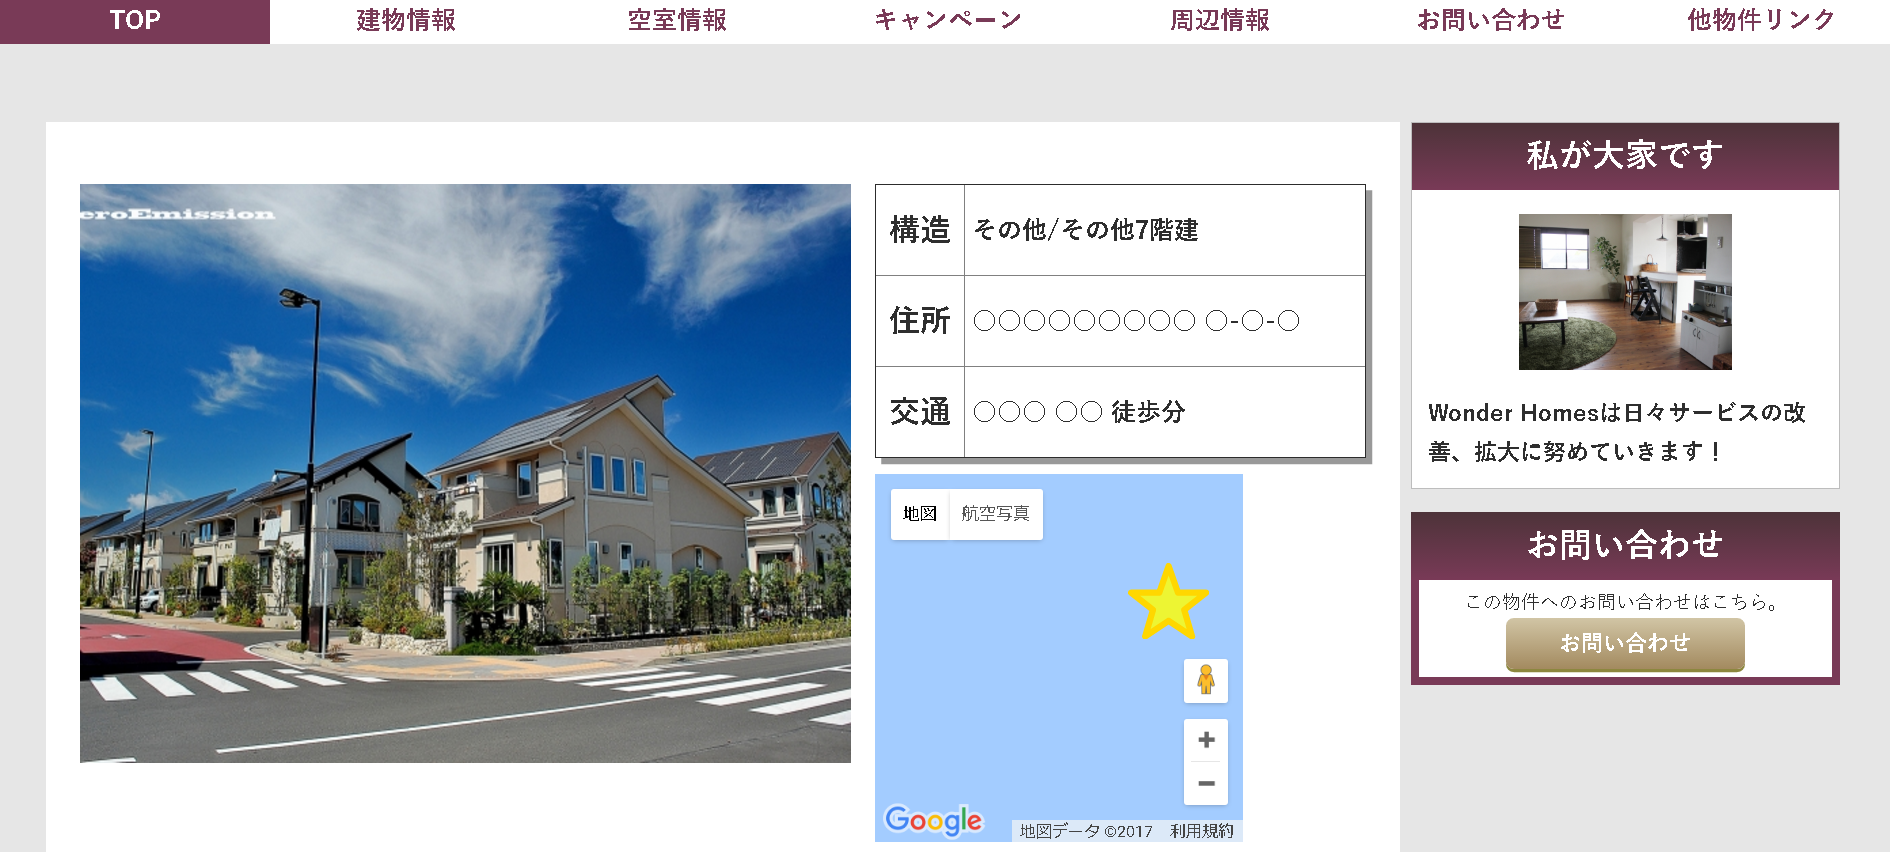 TOP
建物情報
空室情報
キャンペーン
周辺情報
お問い合わせ
他物件リンク
eroEmission
構造
その他/その他7階建
住所
○○○○○○○○○ ○-○-○
交通
○○○ ○○ 徒歩分
地図
航空写真
Google
地図データ ©2017
利用規約
私が大家です
Wonder Homesは日々サービスの改
善、拡大に努めていきます！
お問い合わせ
この物件へのお問い合わせはこちら。
お問い合わせ